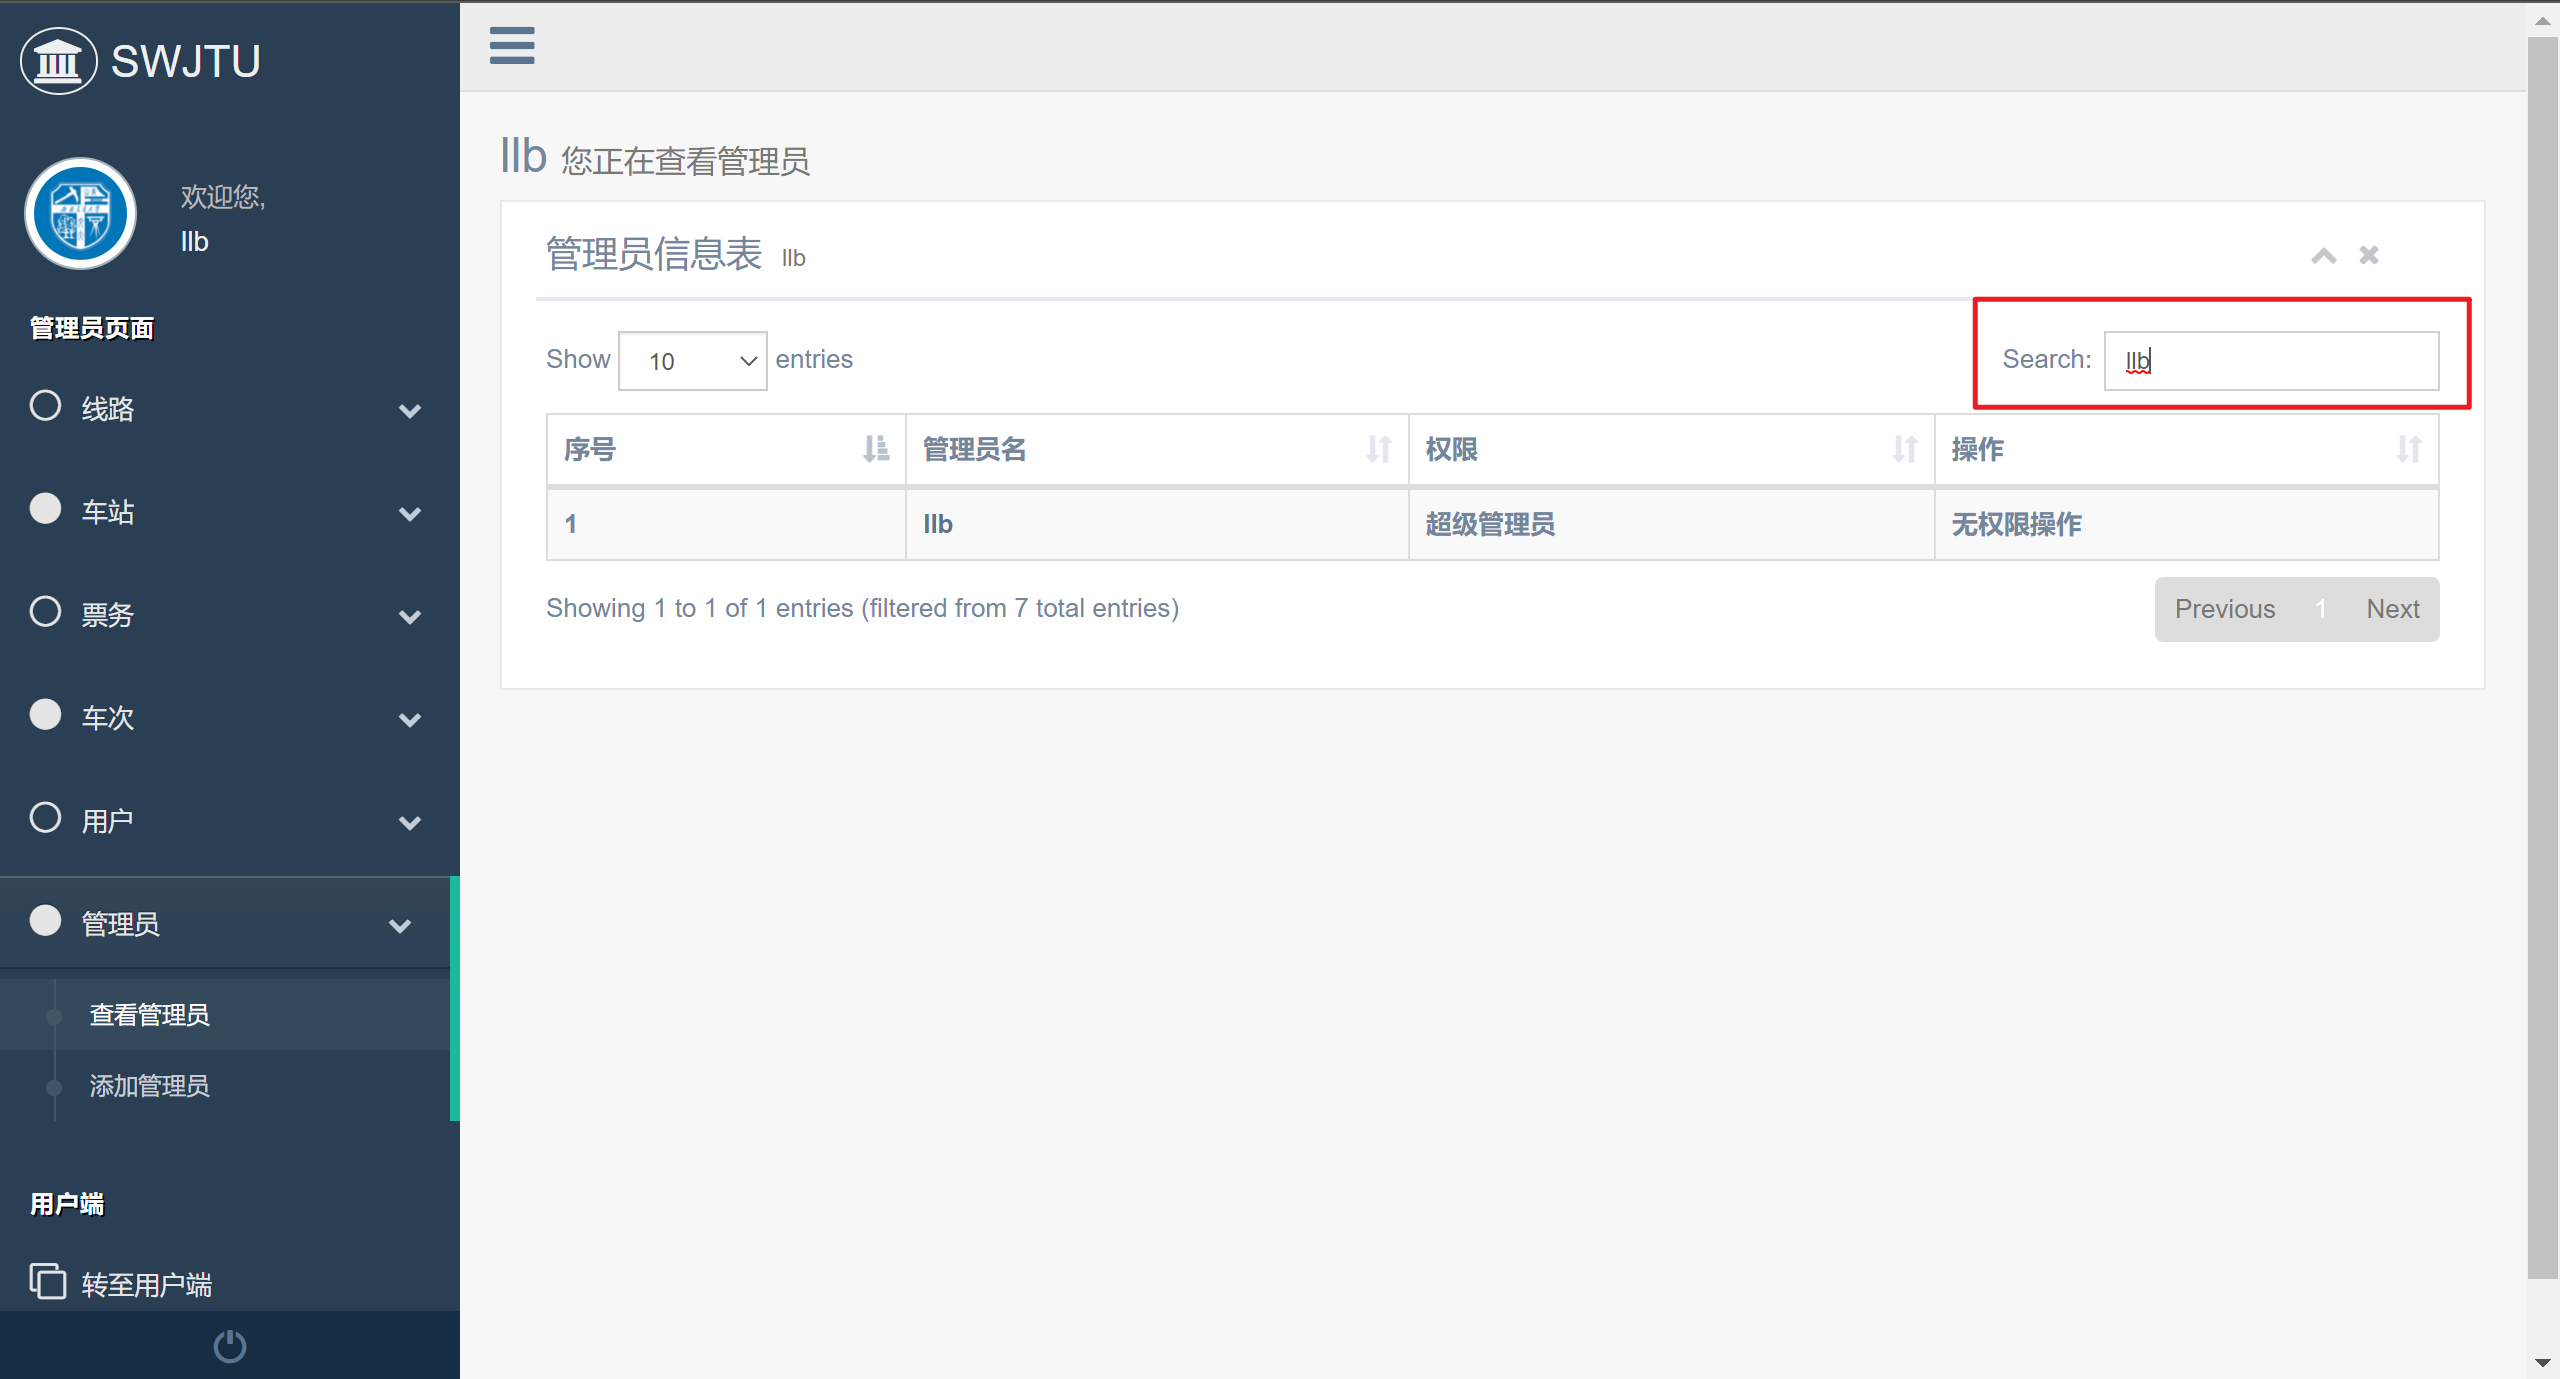 SWJTU
欢迎您,
llb
管理员页面
线路
车站
票务
车次
用户
管理员
查看管理员
添加管理员
用户端
转至用户端
llb 您正在查看管理员
管理员信息表 llb
Show 10 entries
Search: llb
序号 管理员名 权限 操作
1 llb 超级管理员 无权限操作
Showing 1 to 1 of 1 entries (filtered from 7 total entries)
Previous 1 Next